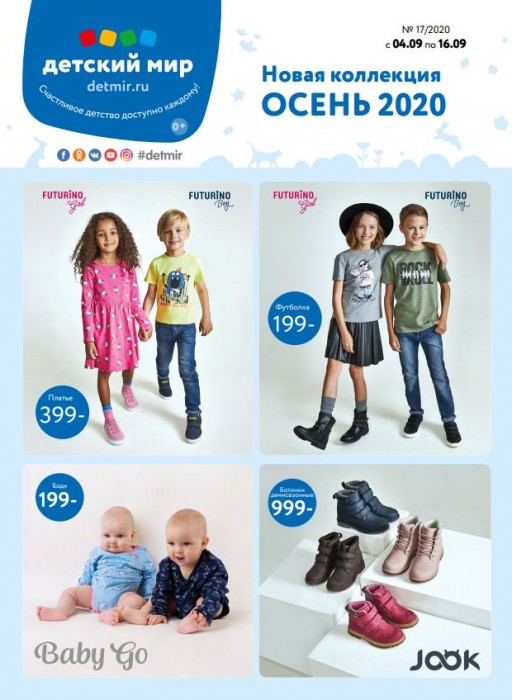 детский мир
detmir.ru
Счастливое детство доступно каждому!
0+
#detmir
№ 17/2020
с 04.09 по 16.09
Новая коллекция
ОСЕНЬ 2020
FUTURINO
Girl
FUTURINO
Boy
Платье
399-
FUTURINO
Girl
FUTURINO
Boy
Футболка
199-
ROCK
Боди
199-
Baby Go
Ботинки
демисезонные
999-
JOOK